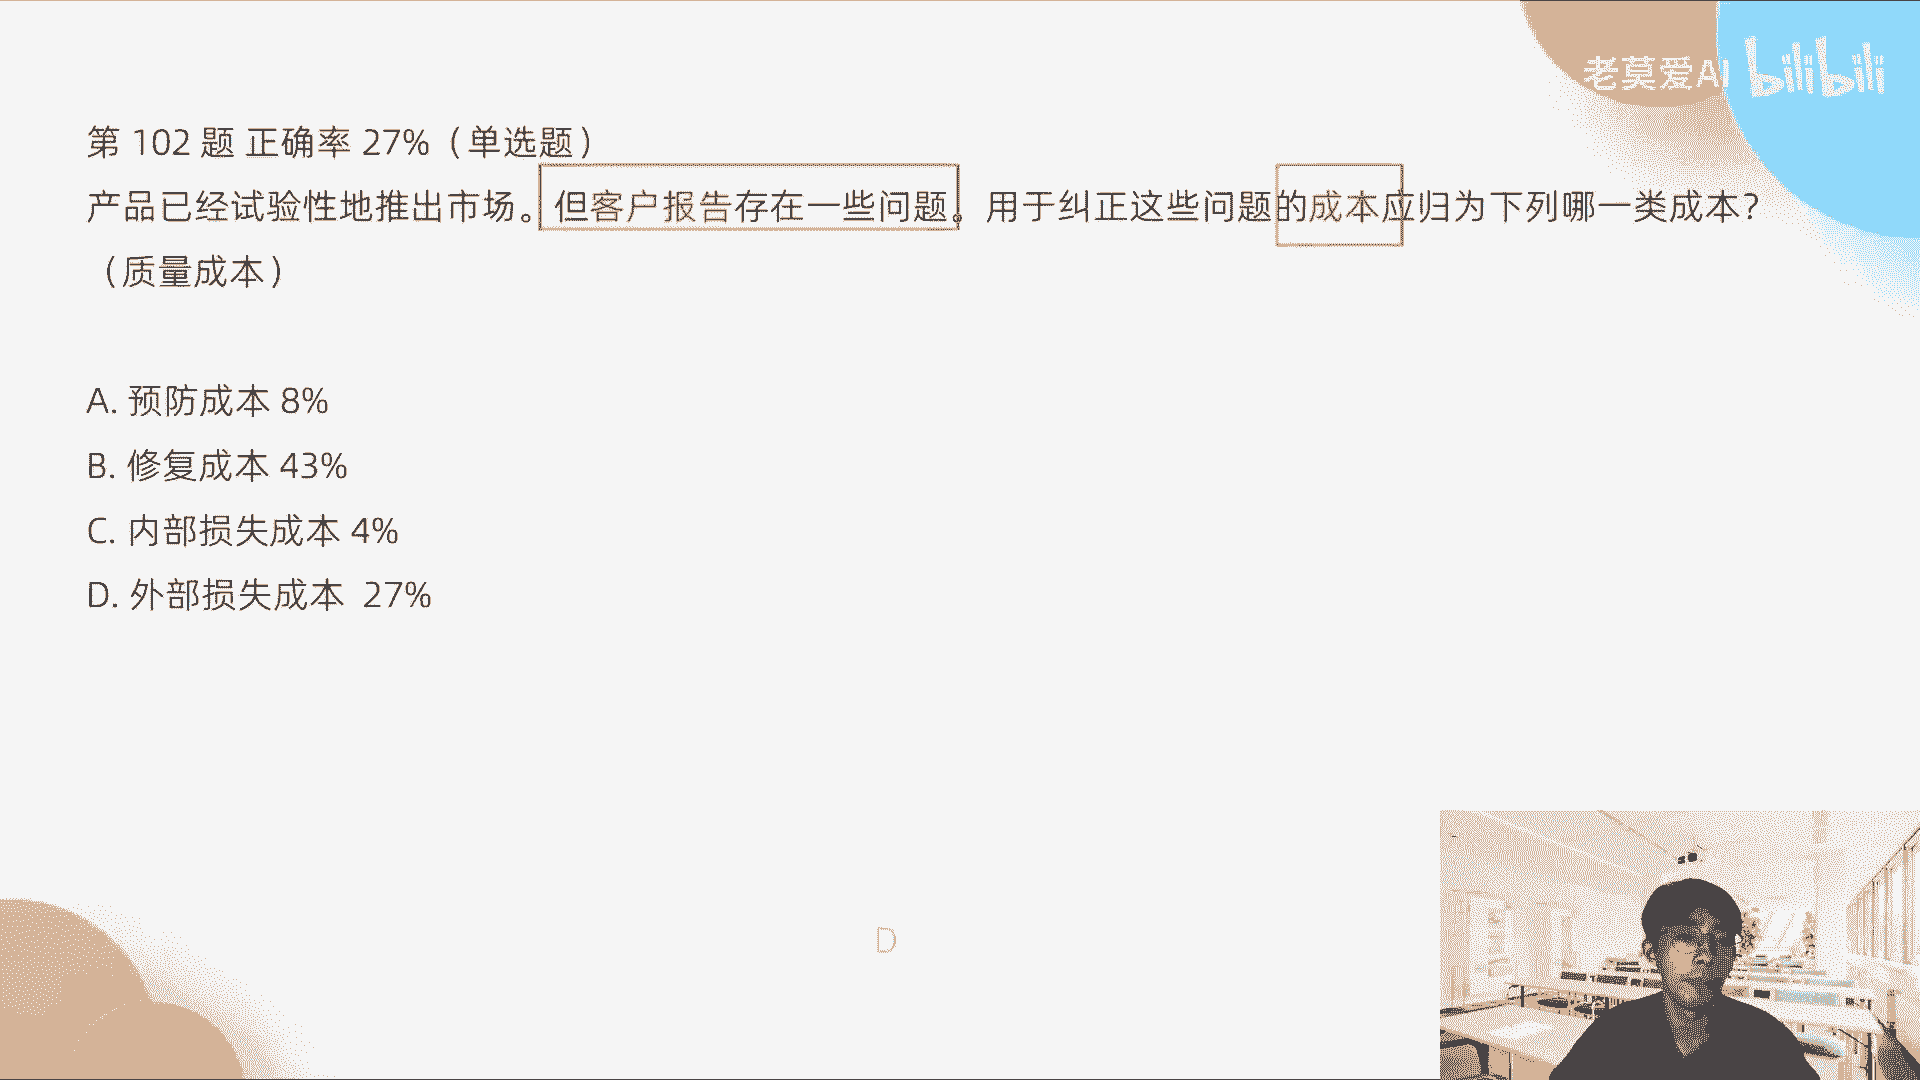 老莫爱AI bilibili
第 102 题 正确率 27%（单选题）
产品已经试验性地推出市场。但客户报告存在一些问题。用于纠正这些问题的成本应归为下列哪一类成本？
（质量成本）
A. 预防成本 8%
B. 修复成本 43%
C. 内部损失成本 4%
D. 外部损失成本 27%
D